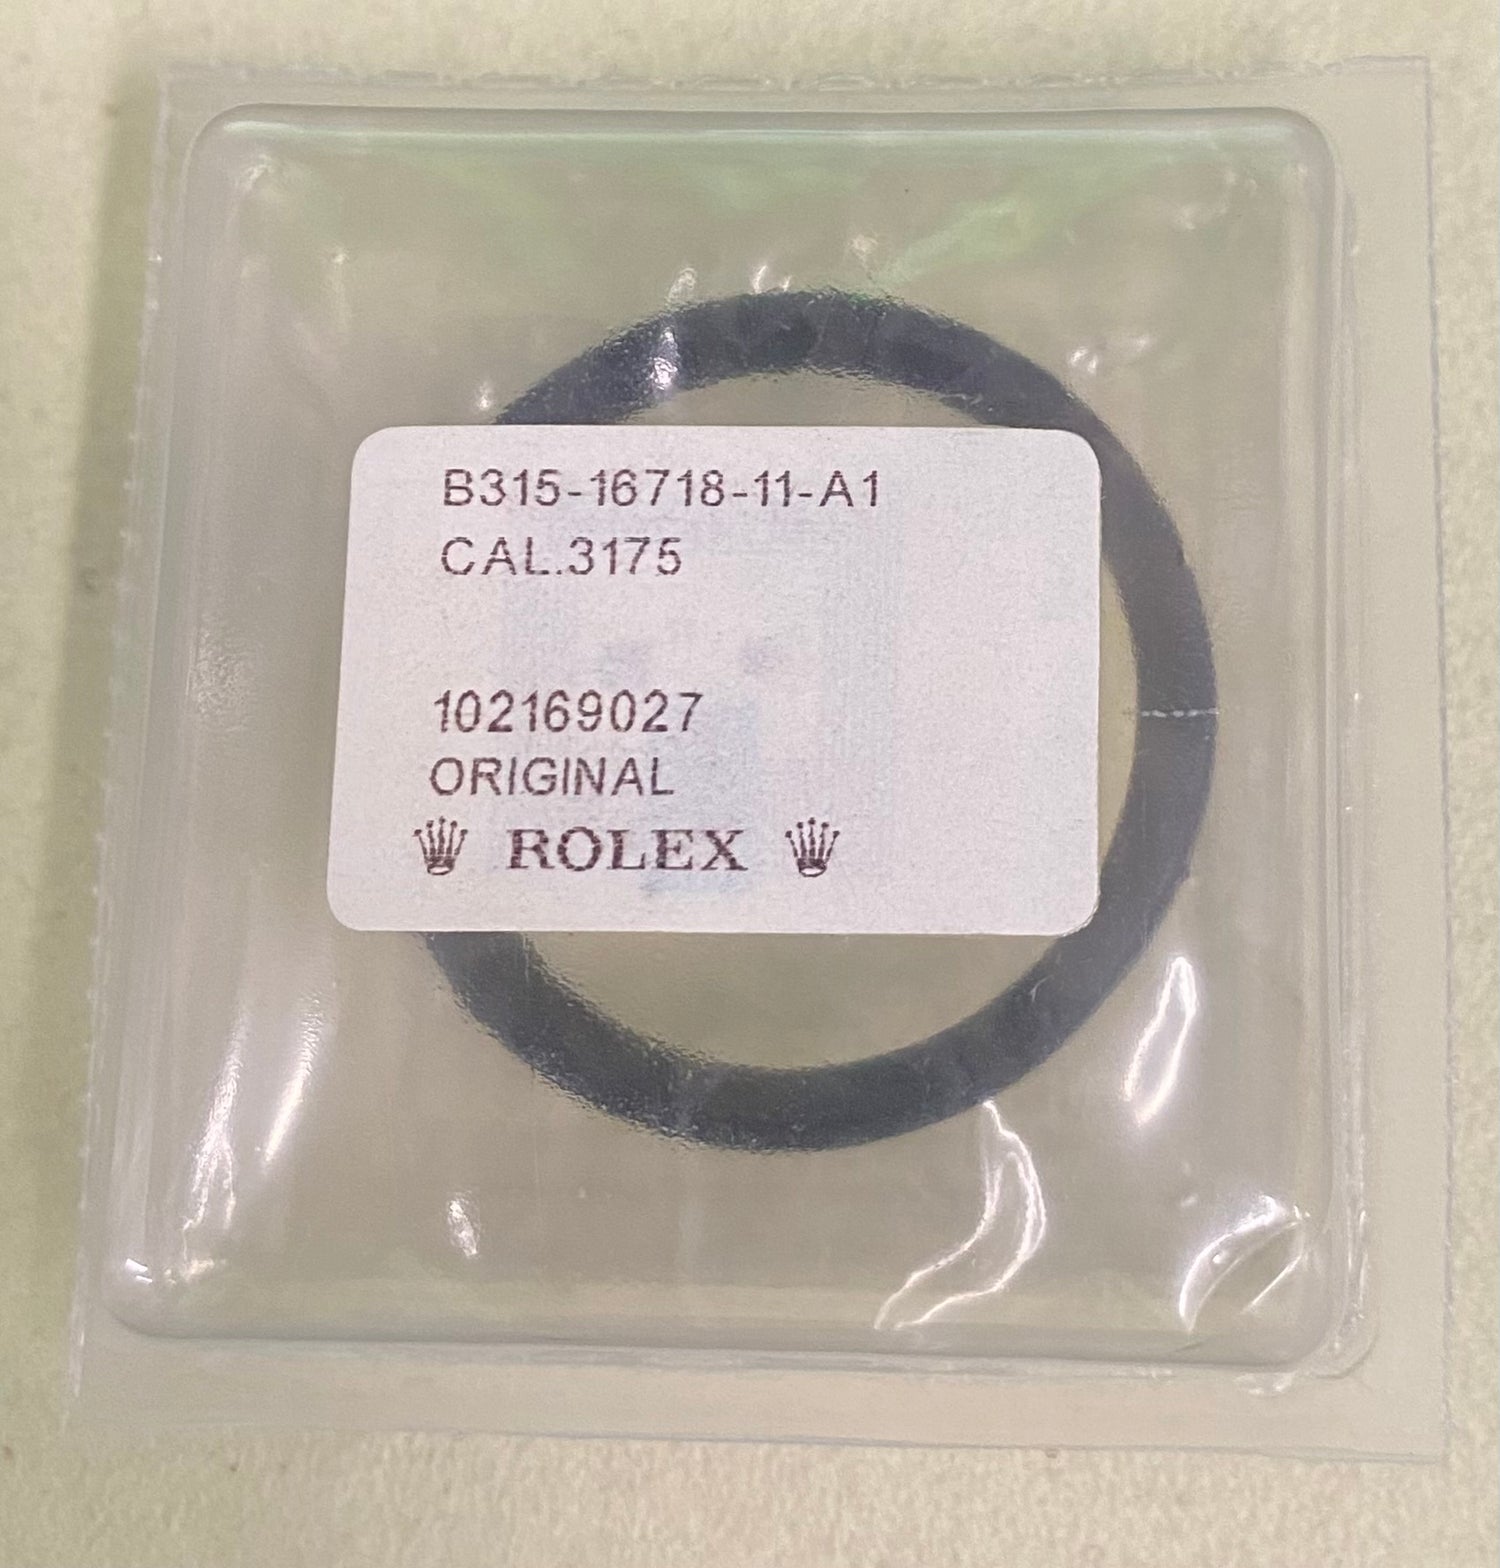 B315-16718-11-A1
CAL.3175
102169027
ORIGINAL
ROLEX